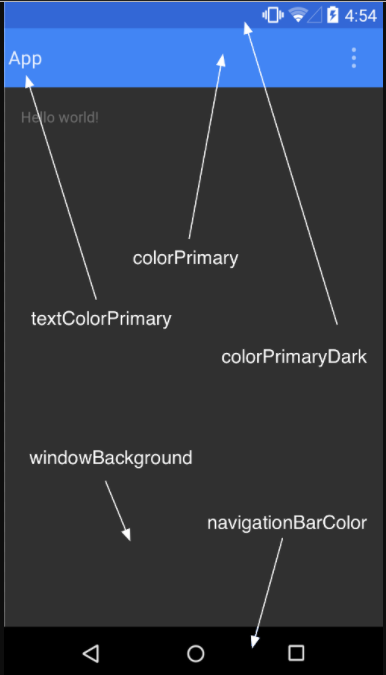 4:54
App
Hello world!
colorPrimary
textColorPrimary
colorPrimaryDark
windowBackground
navigationBarColor